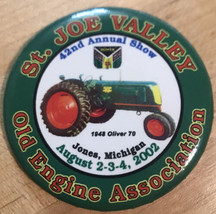 St. JOE VALLEY
42nd Annual Show
OLIVER
1948 Oliver 70
Jones, Michigan
August 2-3-4, 2002
Old Engine Association